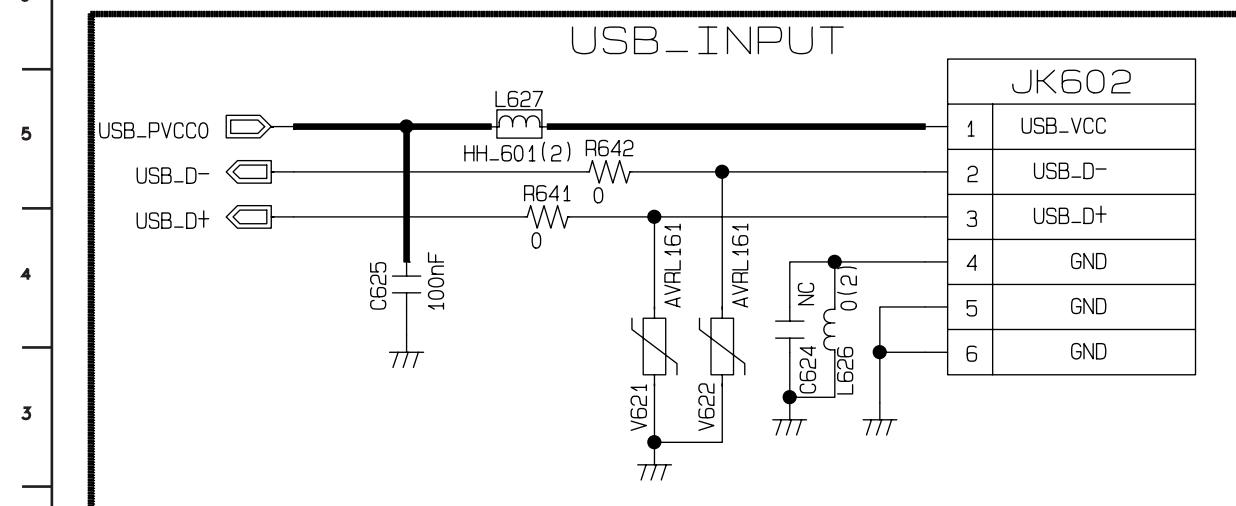 USB_INPUT
JK602
L627
USB_PVCC0
5
1
USB_VCC
HH_601(2)
R642
USB_D-
0
2
USB_D-
R641
USB_D+
0
3
USB_D+
4
C625
100nF
AVRL161
AVRL161
NC
0(2)
4
GND
5
GND
C624
L626
6
GND
3
V621
V622